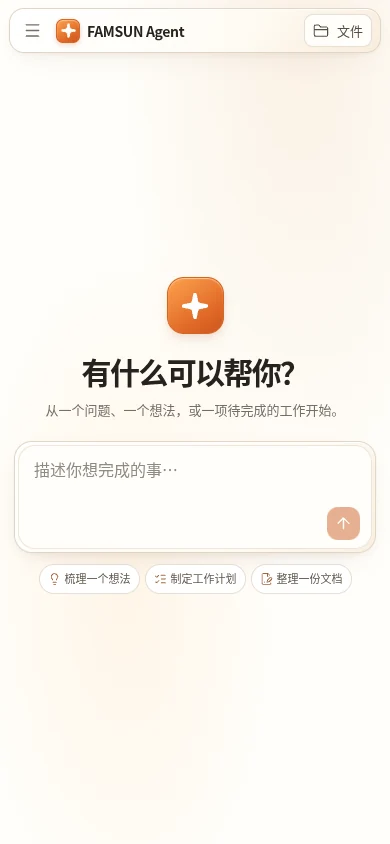 FAMSUN Agent
文件
有什么可以帮你?
从一个问题、一个想法，或一项待完成的工作开始。
描述你想完成的事…
梳理一个想法
制定工作计划
整理一份文档